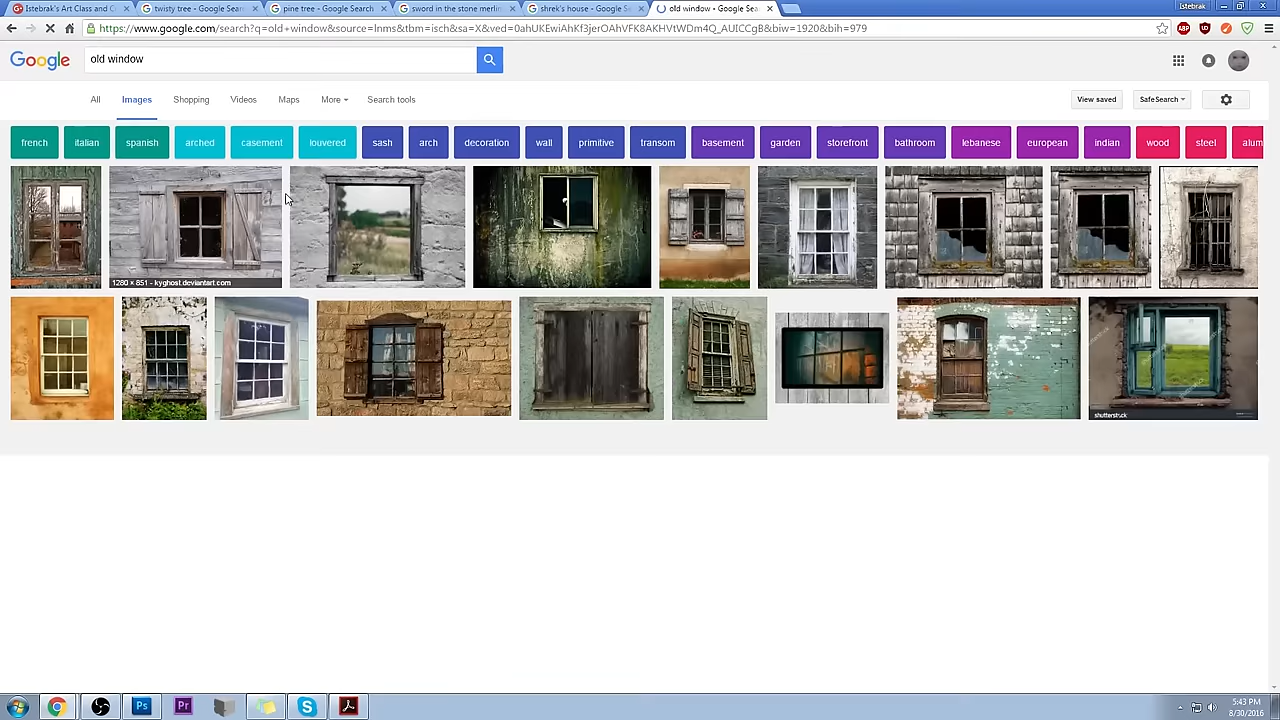 Istebrak's Art Class and C
twisty tree - Google Sear
pine tree - Google Search
sword in the stone merlin
shrek's house - Google Se
old window - Google Sear
Istebrak
https://www.google.com/search?q=old+window&source=lnms&tbm=isch&sa=X&ved=0ahUKEwiAhKf3jerOAhVFK8AKHVtWDm4Q_AUICCgB&biw=1920&bih=979
Google
old window
All Images Shopping Videos Maps More Search tools
View saved SafeSearch
french italian spanish arched casement louvered sash arch decoration wall primitive transom basement garden storefront bathroom lebanese european indian wood steel alum
1280 × 851 - kyghost.deviantart.com
shutterstock
5:43 PM
8/30/2016